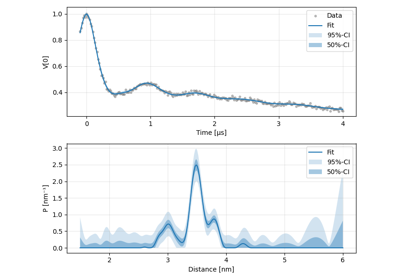 1.0
0.8
0.6
0.4
V[0]
Data
Fit
95%-CI
50%-CI
0 1 2 3 4
Time [μs]
3.0
2.5
2.0
1.5
1.0
0.5
0.0
P [nm⁻¹]
Fit
95%-CI
50%-CI
2 3 4 5 6
Distance [nm]